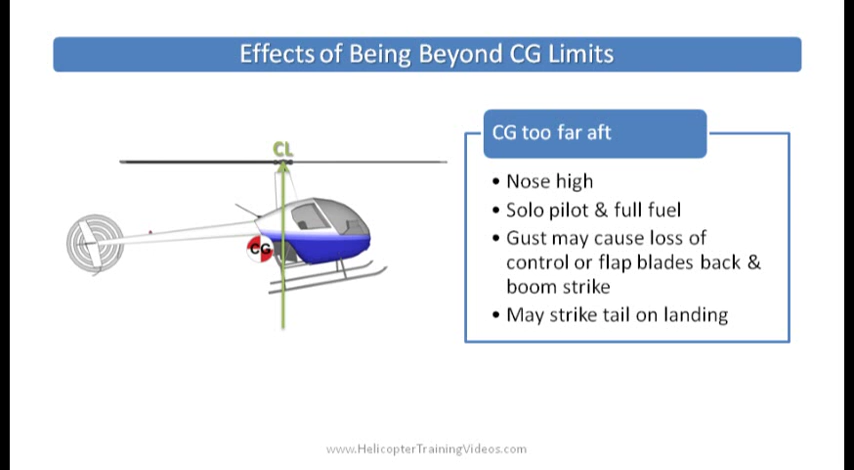 Effects of Being Beyond CG Limits
CL
CG
CG too far aft
• Nose high
• Solo pilot & full fuel
• Gust may cause loss of
control or flap blades back &
boom strike
• May strike tail on landing
www.HelicopterTrainingVideos.com